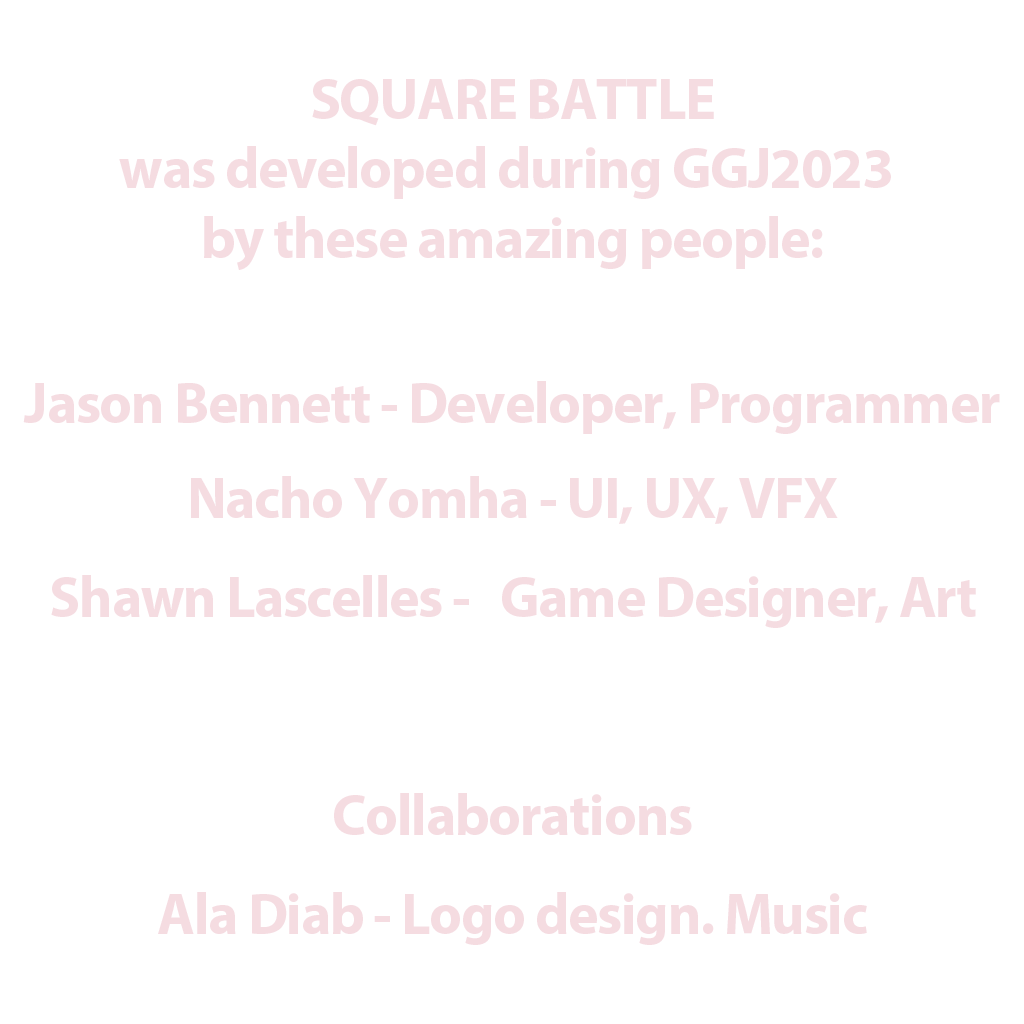 SQUARE BATTLE
was developed during GGJ2023
by these amazing people:
Jason Bennett - Developer, Programmer
Nacho Yomha - UI, UX, VFX
Shawn Lascelles -   Game Designer, Art
Collaborations
Ala Diab - Logo design. Music